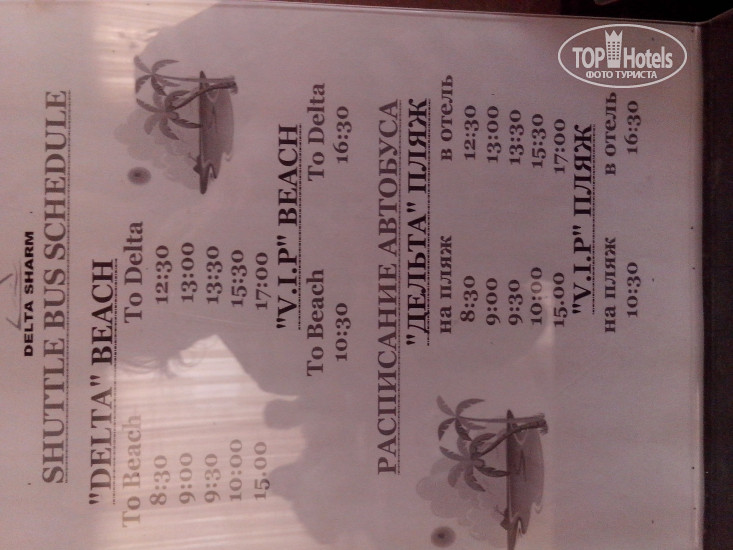 DELTA SHARM
SHUTTLE BUS SCHEDULE
"DELTA" BEACH
To Beach To Delta
8:30 12:30
9:00 13:00
9:30 13:30
10:00 15:30
15.00 17:00
"V.I.P" BEACH
To Beach To Delta
10:30 16:30
РАСПИСАНИЕ АВТОБУСА
"ДЕЛЬТА" ПЛЯЖ
на пляж в отель
8:30 12:30
9:00 13:00
9:30 13:30
10:00 15:30
15.00 17:00
"V.I.P" ПЛЯЖ
на пляж в отель
10:30 16:30
TOP Hotels
ФОТО ТУРИСТА